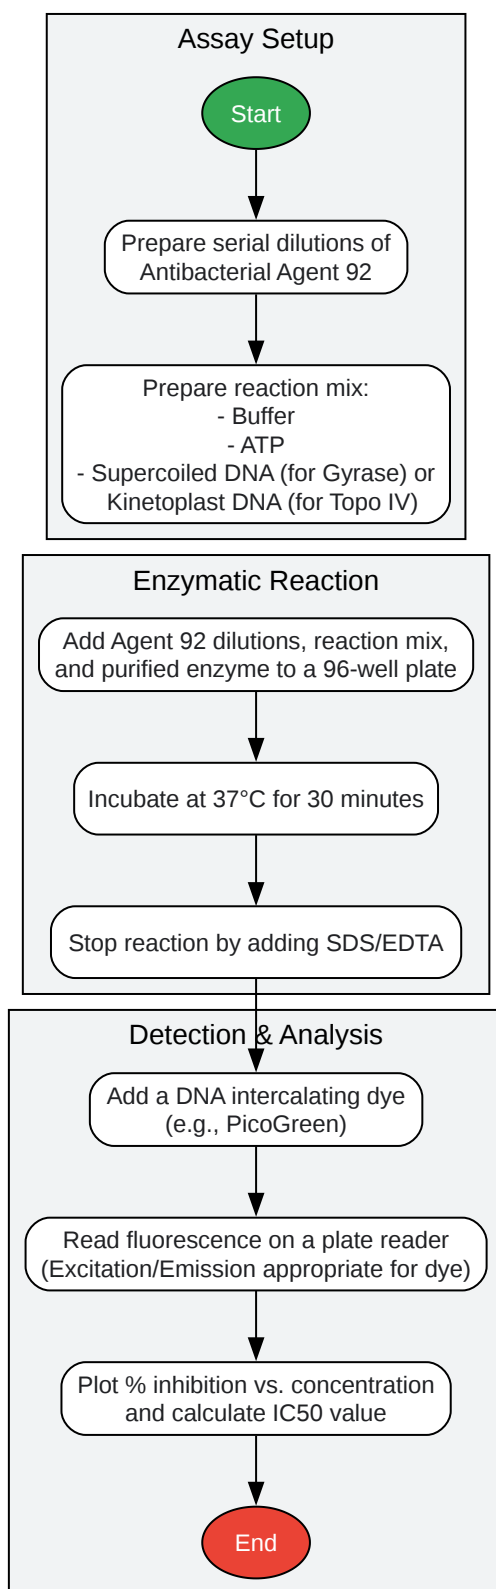 Assay Setup
Start
Prepare serial dilutions of
Antibacterial Agent 92
Prepare reaction mix:
- Buffer
- ATP
- Supercoiled DNA (for Gyrase) or
Kinetoplast DNA (for Topo IV)
Enzymatic Reaction
Add Agent 92 dilutions, reaction mix,
and purified enzyme to a 96-well plate
Incubate at 37°C for 30 minutes
Stop reaction by adding SDS/EDTA
Detection & Analysis
Add a DNA intercalating dye
(e.g., PicoGreen)
Read fluorescence on a plate reader
(Excitation/Emission appropriate for dye)
Plot % inhibition vs. concentration
and calculate IC50 value
End